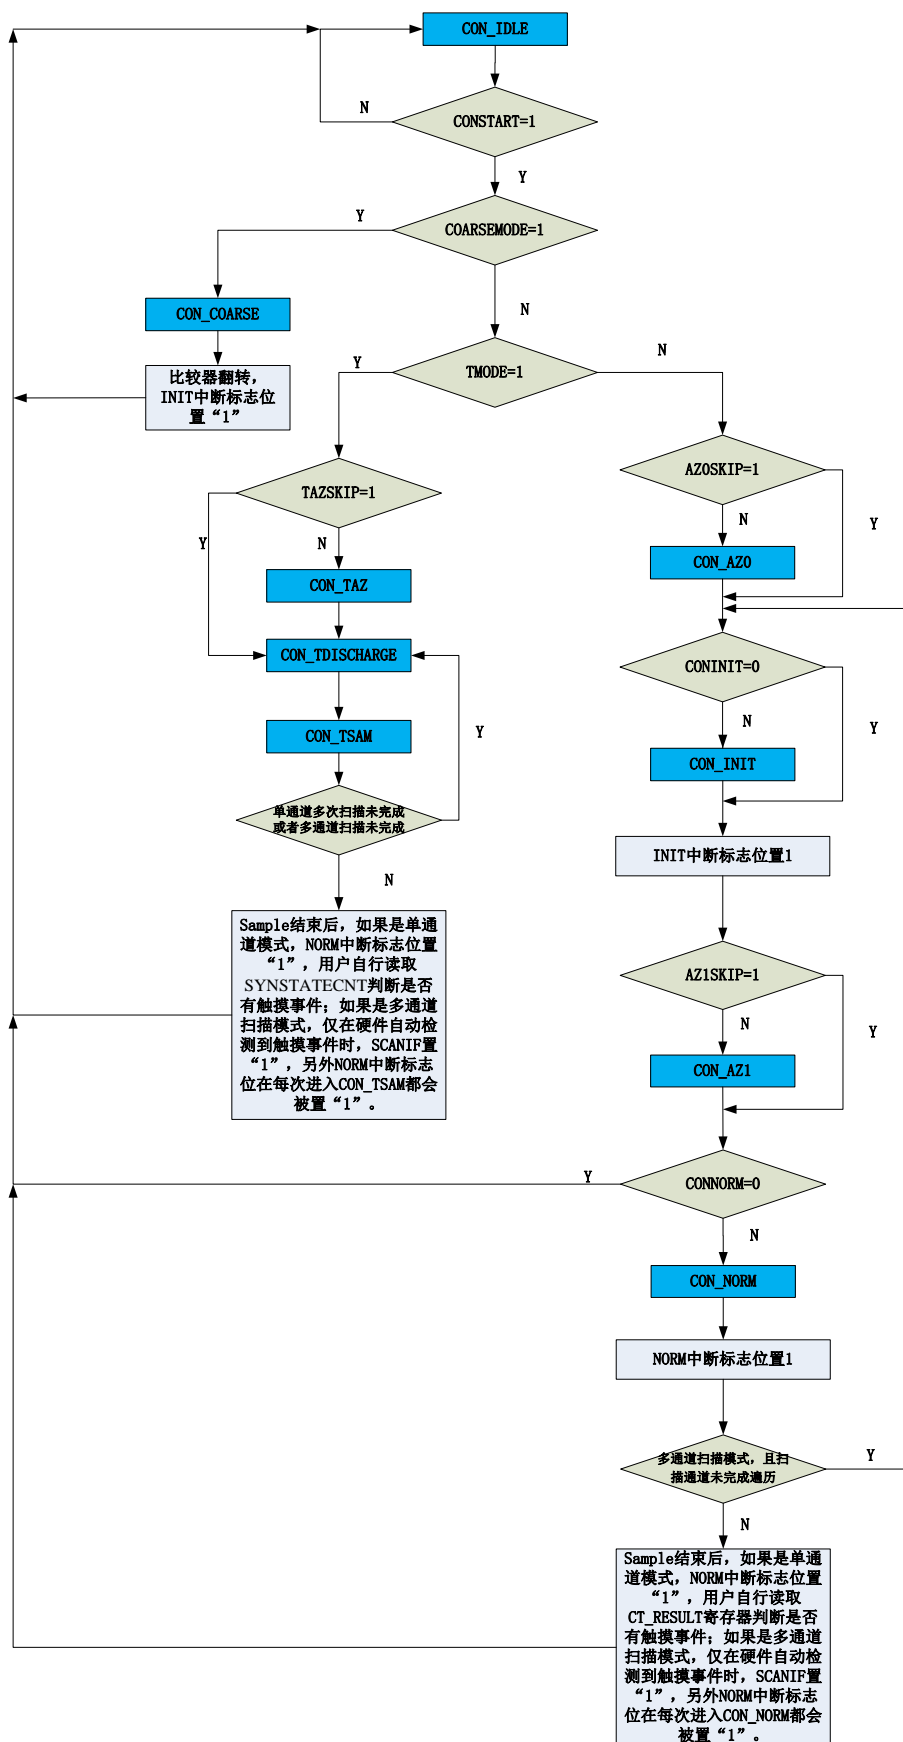 CON_IDLE
N
CONSTART=1
Y
Y
COARSEMODE=1
N
CON_COARSE
比较器翻转，
INIT中断标志位
置“1”
Y
TMODE=1
N
TAZSKIP=1
Y
N
CON_TAZ
CON_TDISCHARGE
CON_TSAM
Y
单通道多次扫描未完成
或者多通道扫描未完成
N
Sample结束后，如果是单通
道模式，NORM中断标志位置
“1”，用户自行读取
SYNSTATECNT判断是否
有触摸事件；如果是多通道
扫描模式，仅在硬件自动检
测到触摸事件时，SCANIF置
“1”，另外NORM中断标志
位在每次进入CON_TSAM都会
被置“1”。
AZ0SKIP=1
N
Y
CON_AZ0
CONINIT=0
N
Y
CON_INIT
INIT中断标志位置1
AZ1SKIP=1
N
Y
CON_AZ1
Y
CONNORM=0
N
CON_NORM
NORM中断标志位置1
多通道扫描模式，且扫
描通道未完成遍历
Y
N
Sample结束后，如果是单通
道模式，NORM中断标志位置
“1”，用户自行读取
CT_RESULT寄存器判断是否
有触摸事件；如果是多通道
扫描模式，仅在硬件自动检
测到触摸事件时，SCANIF置
“1”，另外NORM中断标志
位在每次进入CON_NORM都会
被置“1”。